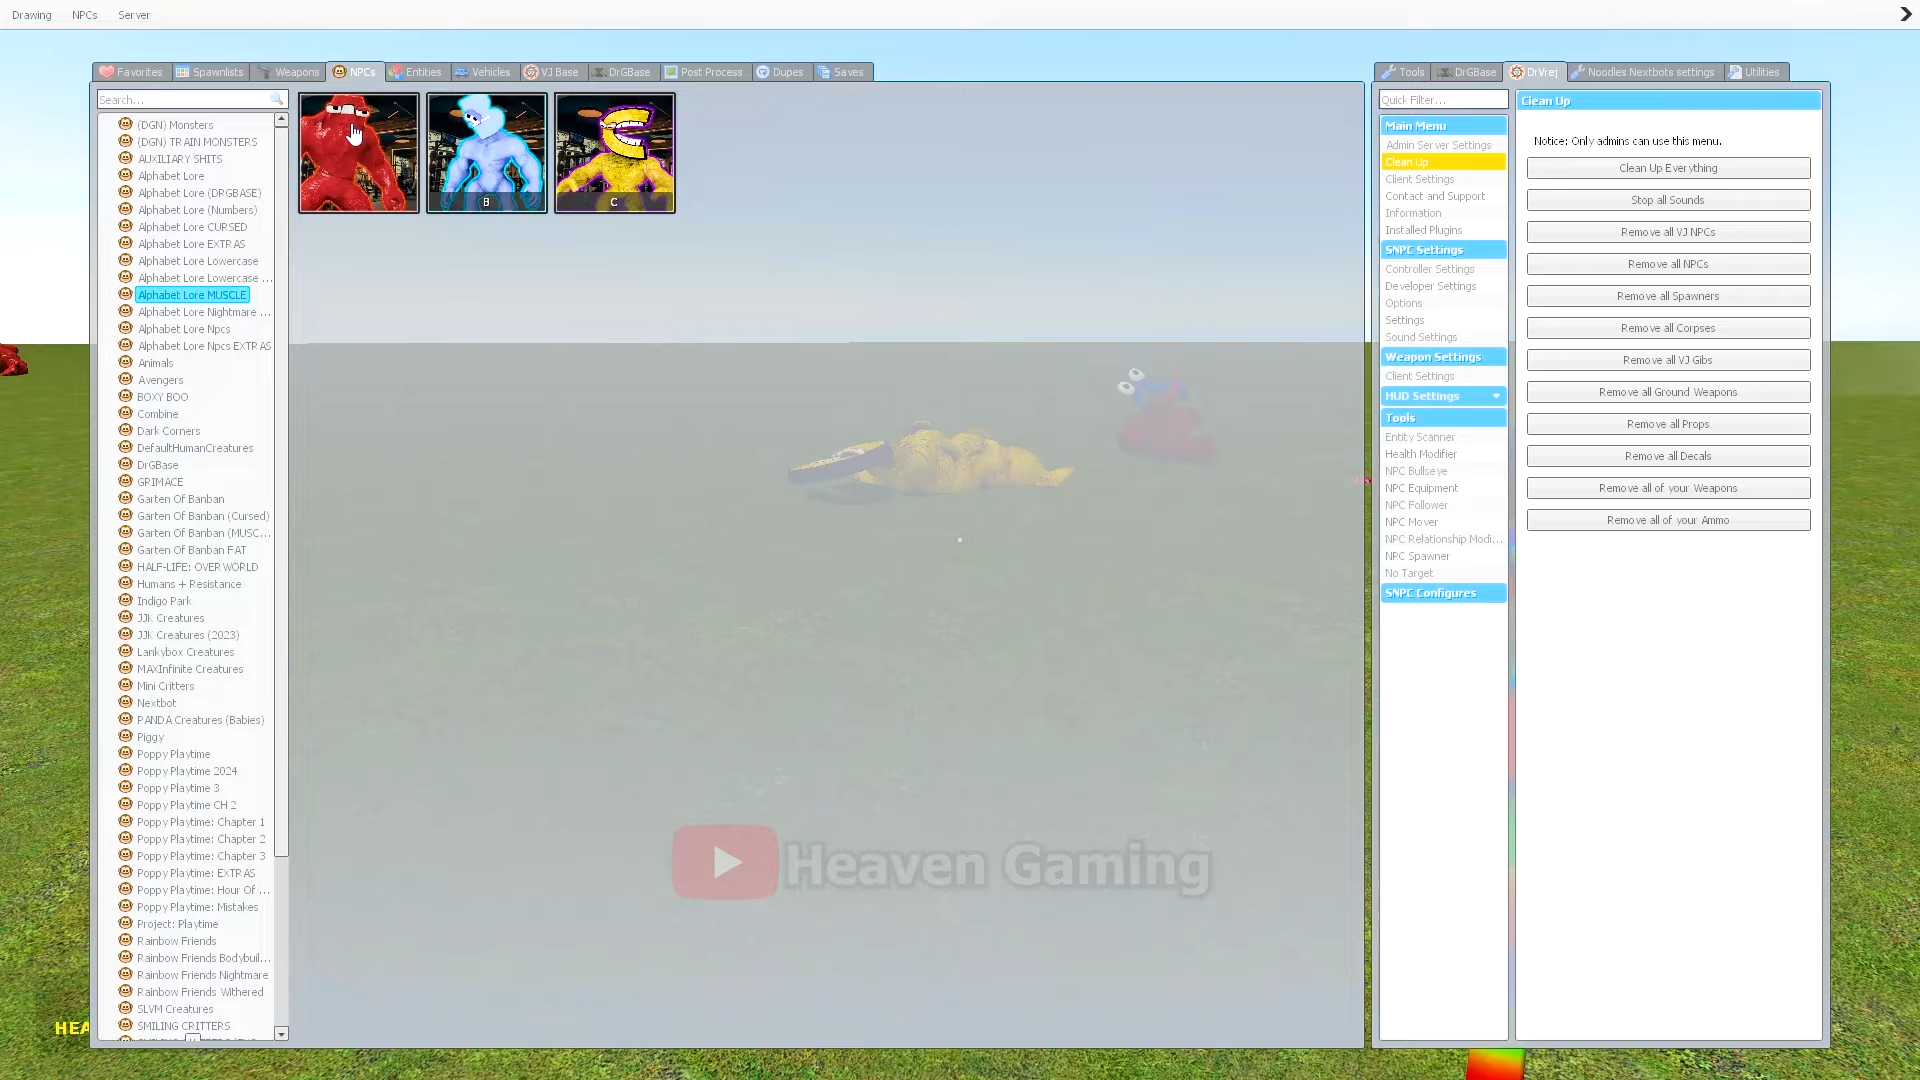 Drawing NPCs Server
Favorites Spawnlists Weapons NPCs Entities Vehicles VJ Base DrGBase Post Process Dupes Saves
Search...
(DGN) Monsters
(DGN) TRAIN MONSTERS
AUXILIARY SHITS
Alphabet Lore
Alphabet Lore (DRGBASE)
Alphabet Lore (Numbers)
Alphabet Lore CURSED
Alphabet Lore EXTRAS
Alphabet Lore Lowercase
Alphabet Lore Lowercase ...
Alphabet Lore MUSCLE
Alphabet Lore Nightmare ...
Alphabet Lore Npcs
Alphabet Lore Npcs EXTRAS
Animals
Avengers
BOXY BOO
Combine
Dark Corners
DefaultHumanCreatures
DrGBase
GRIMACE
Garten Of Banban
Garten Of Banban (Cursed)
Garten Of Banban (MUSC...
Garten Of Banban FAT
HALF-LIFE: OVERWORLD
Humans + Resistance
Indigo Park
JJK Creatures
JJK Creatures (2023)
Lankybox Creatures
MAXInfinite Creatures
Mini Critters
Nextbot
PANDA Creatures (Babies)
Piggy
Poppy Playtime
Poppy Playtime 2024
Poppy Playtime 3
Poppy Playtime CH 2
Poppy Playtime: Chapter 1
Poppy Playtime: Chapter 2
Poppy Playtime: Chapter 3
Poppy Playtime: EXTRAS
Poppy Playtime: Hour Of ...
Poppy Playtime: Mistakes
Project: Playtime
Rainbow Friends
Rainbow Friends Bodybuil...
Rainbow Friends Nightmare
Rainbow Friends Withered
SLVM Creatures
SMILING CRITTERS
B
C
Heaven Gaming
HEA
Tools DrGBase DrVrej Noodles Nextbots settings Utilities
Quick Filter...
Main Menu
Admin Server Settings
Clean Up
Client Settings
Contact and Support
Information
Installed Plugins
SNPC Settings
Controller Settings
Developer Settings
Options
Settings
Sound Settings
Weapon Settings
Client Settings
HUD Settings
Tools
Entity Scanner
Health Modifier
NPC Bullseye
NPC Equipment
NPC Follower
NPC Mover
NPC Relationship Modi...
NPC Spawner
No Target
SNPC Configures
Clean Up
Notice: Only admins can use this menu.
Clean Up Everything
Stop all Sounds
Remove all VJ NPCs
Remove all NPCs
Remove all Spawners
Remove all Corpses
Remove all VJ Gibs
Remove all Ground Weapons
Remove all Props
Remove all Decals
Remove all of your Weapons
Remove all of your Ammo